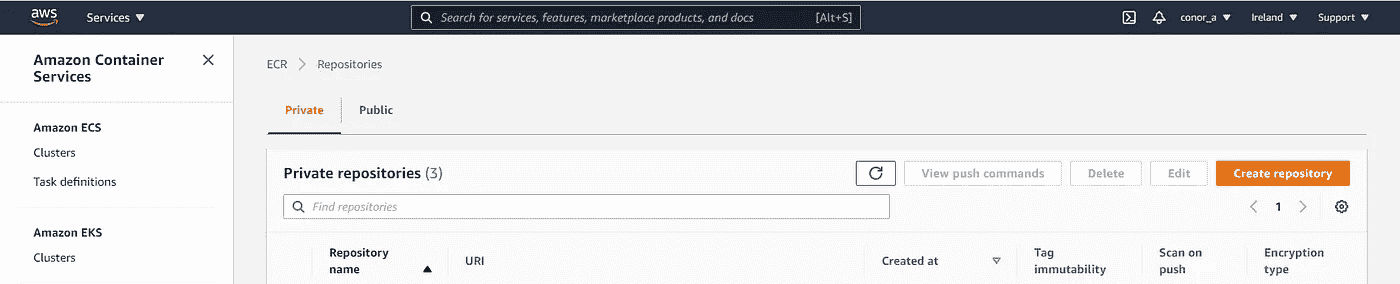 aws Services Search for services, features, marketplace products, and docs [Alt+S] conor_a Ireland Support
Amazon Container
Services
ECR Repositories
Private Public
Amazon ECS
Clusters
Task definitions
Private repositories (3) View push commands Delete Edit Create repository
Find repositories 1
Amazon EKS
Clusters
Repository
name
URI
Created at
Tag
immutability
Scan on
push
Encryption
type